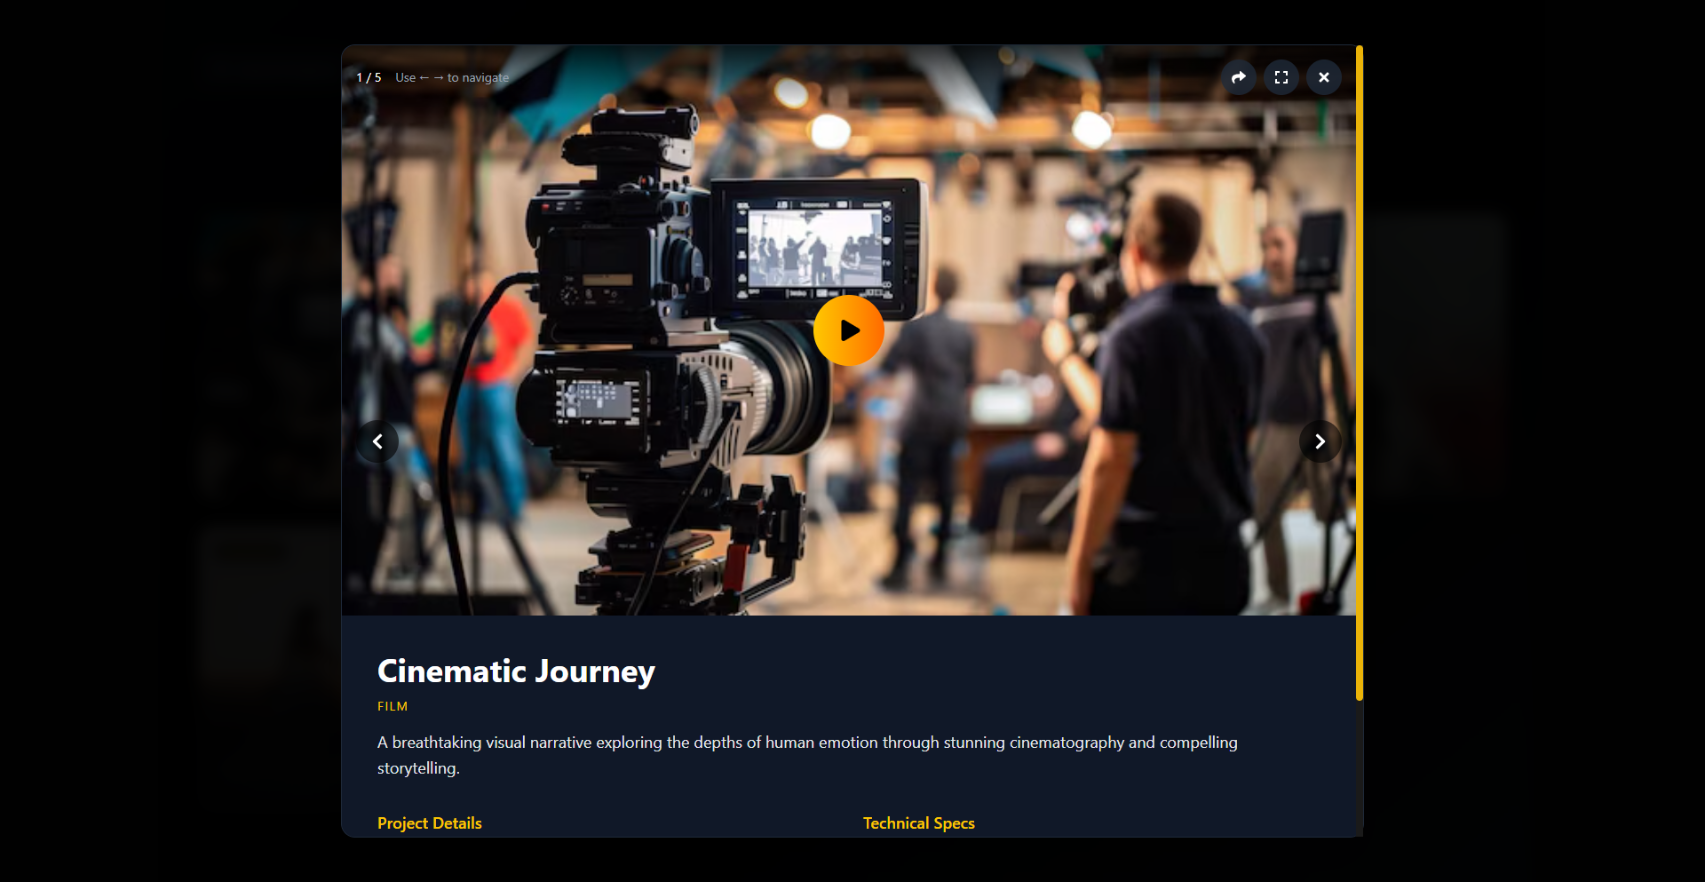 1 / 5 Use ← → to navigate
Cinematic Journey
FILM
A breathtaking visual narrative exploring the depths of human emotion through stunning cinematography and compelling
storytelling.
Project Details Technical Specs